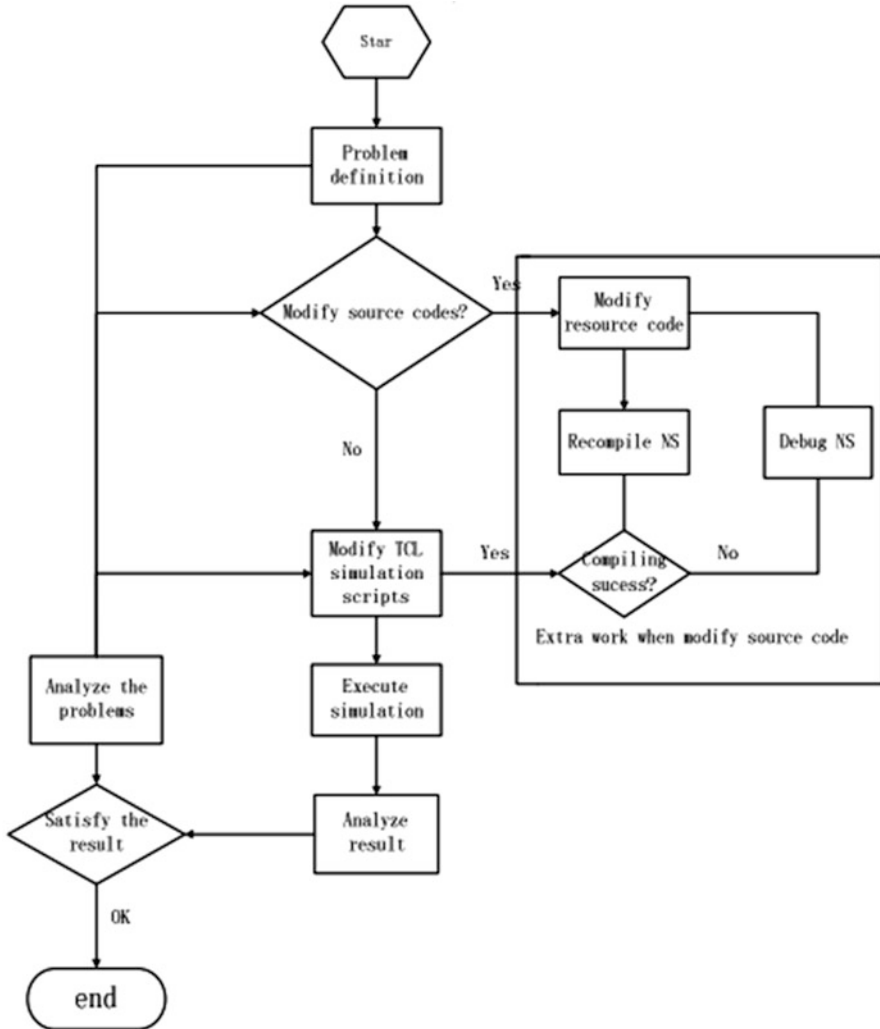 Star
Problem
definition
Modify source codes?
Yes
Modify
resource code
Recompile NS
Debug NS
No
Modify TCL
simulation
scripts
Yes
Compiling
sucess?
No
Extra work when modify source code
Analyze the
problems
Execute
simulation
Satisfy the
result
Analyze
result
OK
end